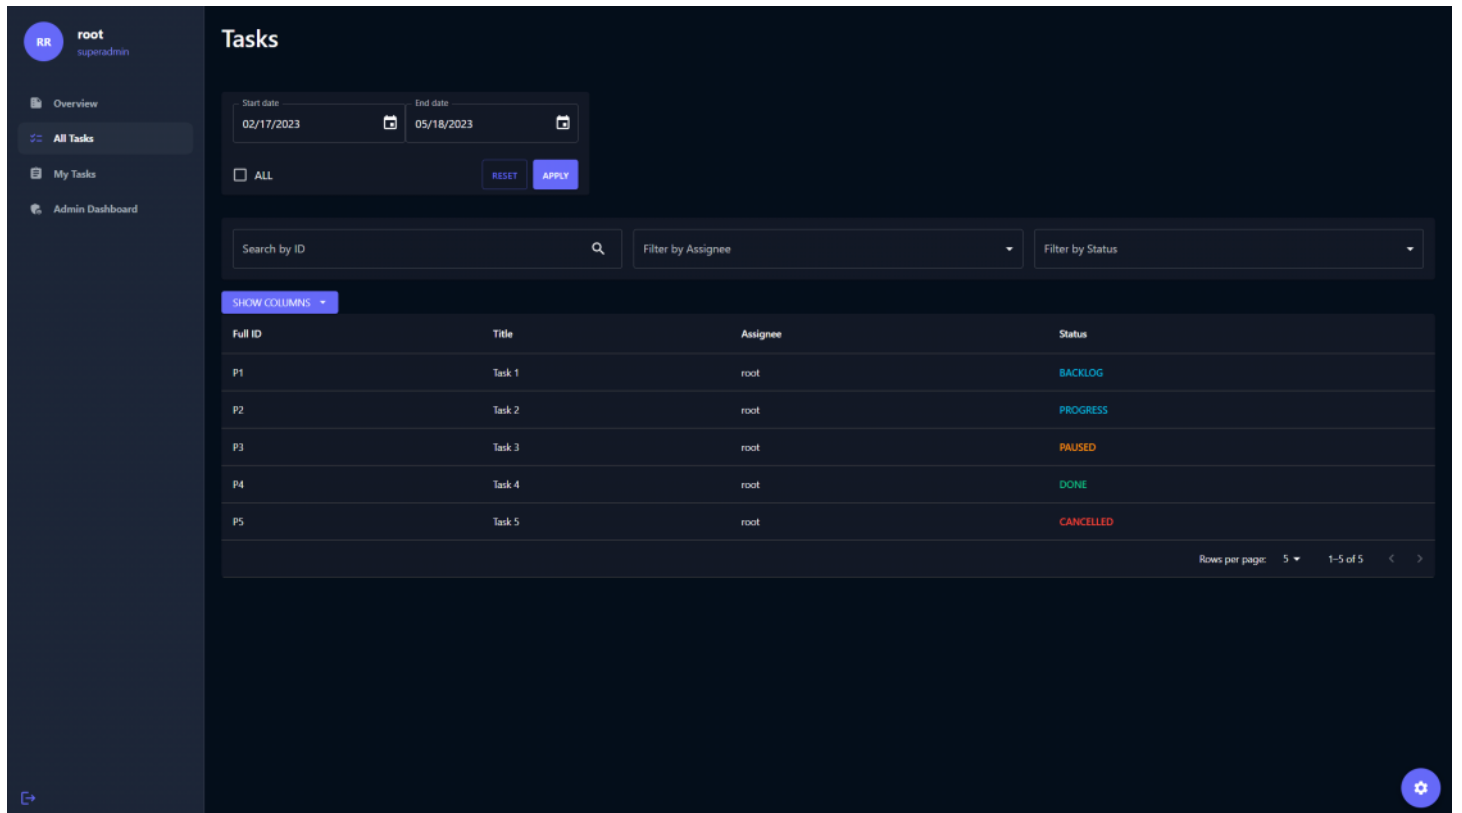 RR
root
superadmin
Overview
All Tasks
My Tasks
Admin Dashboard
Tasks
Start date
End date
02/17/2023
05/18/2023
ALL
RESET
APPLY
Search by ID
Filter by Assignee
Filter by Status
SHOW COLUMNS
Full ID Title Assignee Status
P1 Task 1 root BACKLOG
P2 Task 2 root PROGRESS
P3 Task 3 root PAUSED
P4 Task 4 root DONE
P5 Task 5 root CANCELLED
Rows per page: 5 1–5 of 5